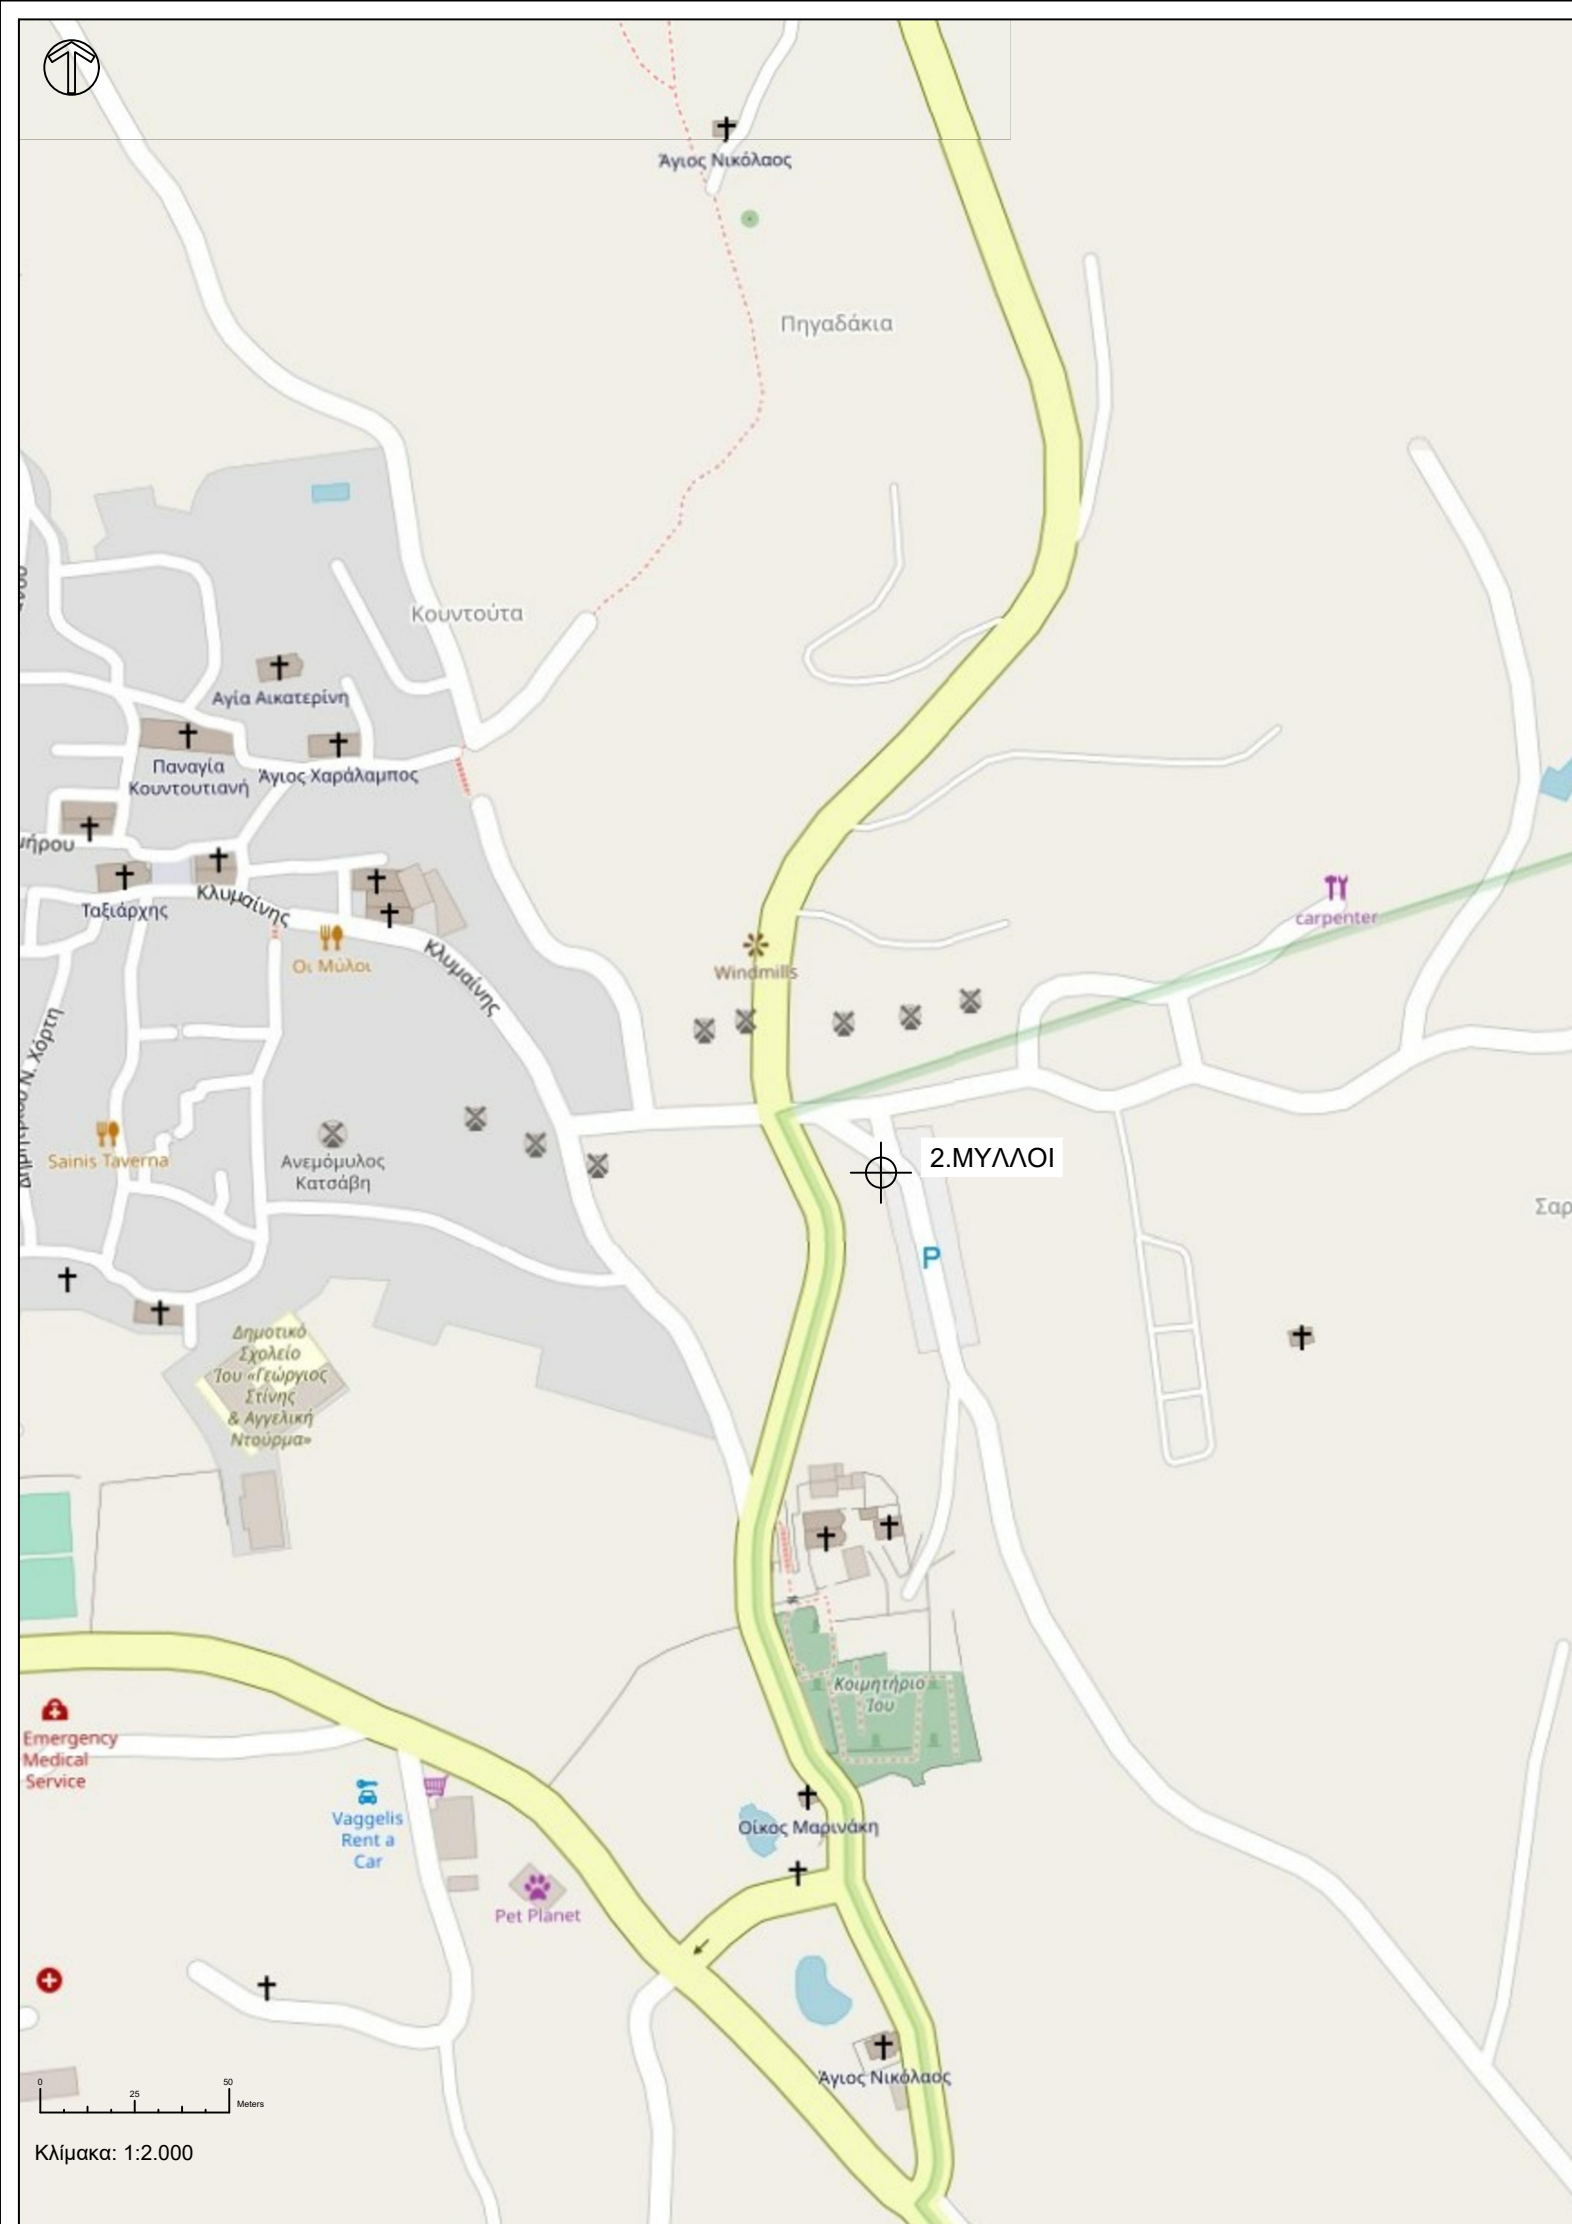 Άγιος Νικόλαος
Πηγαδάκια
Κουντούτα
Αγία Αικατερίνη
Παναγία
Κουντουτιανή
Άγιος Χαράλαμπος
μήρου
Ταξιάρχης
Κλυμαίνης
carpenter
Οι Μύλοι
Κλυμαίνης
Windmills
Ν. Χόρτη
Sainis Taverna
Ανεμόμυλος
Κατσάβη
2.ΜΥΛΛΟΙ
Σαρ
P
Δημοτικό
Σχολείο
Ίου «Γεώργιος
Στίνης
& Αγγελική
Ντούρμα»
Κοιμητήριο
Ίου
Emergency
Medical
Service
Vaggelis
Rent a
Car
Οίκος Μαρινάκη
Pet Planet
Άγιος Νικόλαος
0 25 50
Meters
Κλίμακα: 1:2.000